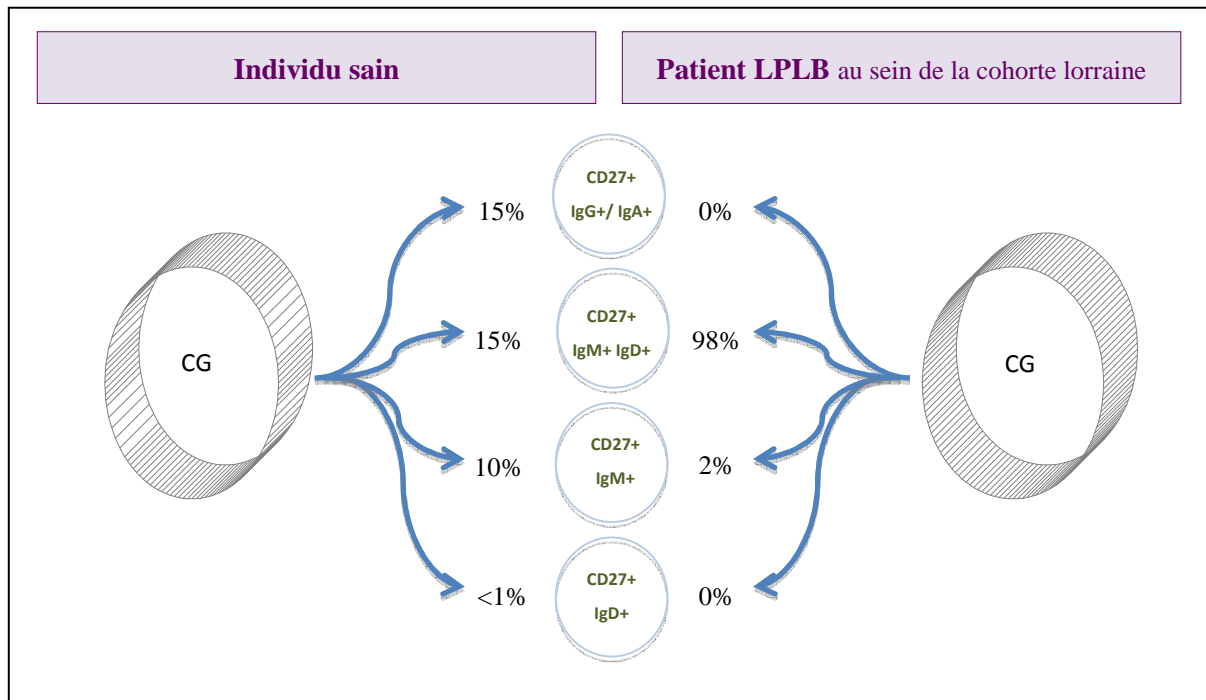 Individu sain
Patient LPLB au sein de la cohorte lorraine
CG
15%
CD27+
IgG+/ IgA+
0%
15%
CD27+
IgM+ IgD+
98%
10%
CD27+
IgM+
2%
<1%
CD27+
IgD+
0%
CG